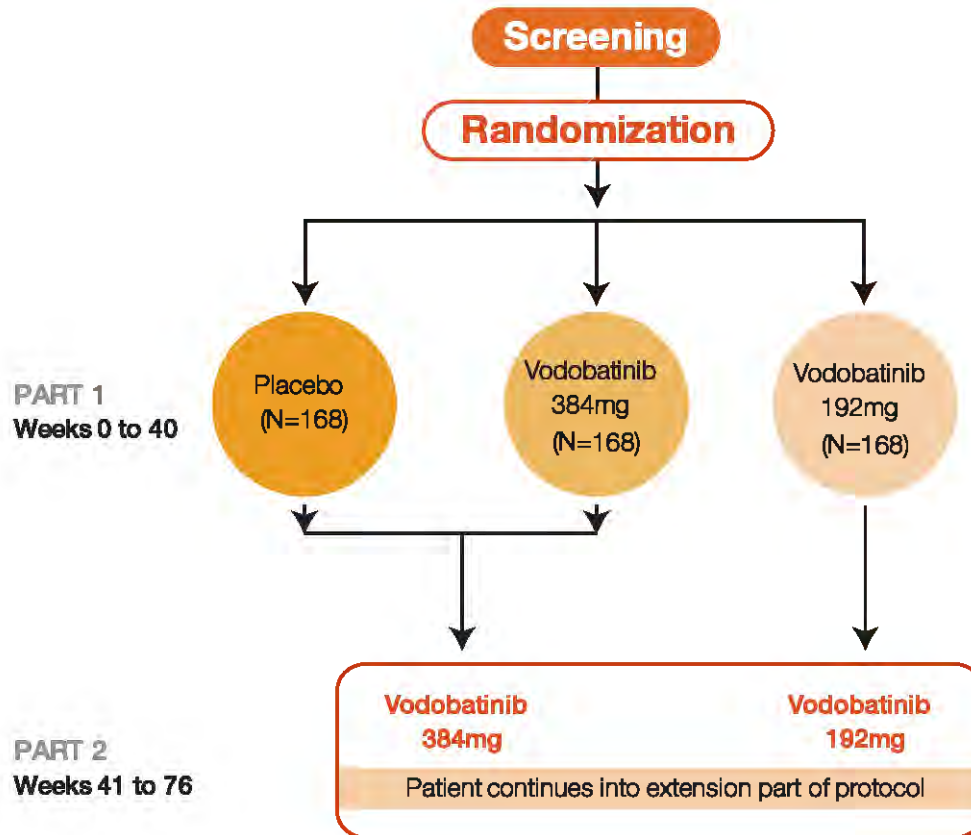 Screening
Randomization
PART 1
Weeks 0 to 40
Placebo
(N=168)
Vodobatinib
384mg
(N=168)
Vodobatinib
192mg
(N=168)
PART 2
Weeks 41 to 76
Vodobatinib
384mg
Vodobatinib
192mg
Patient continues into extension part of protocol